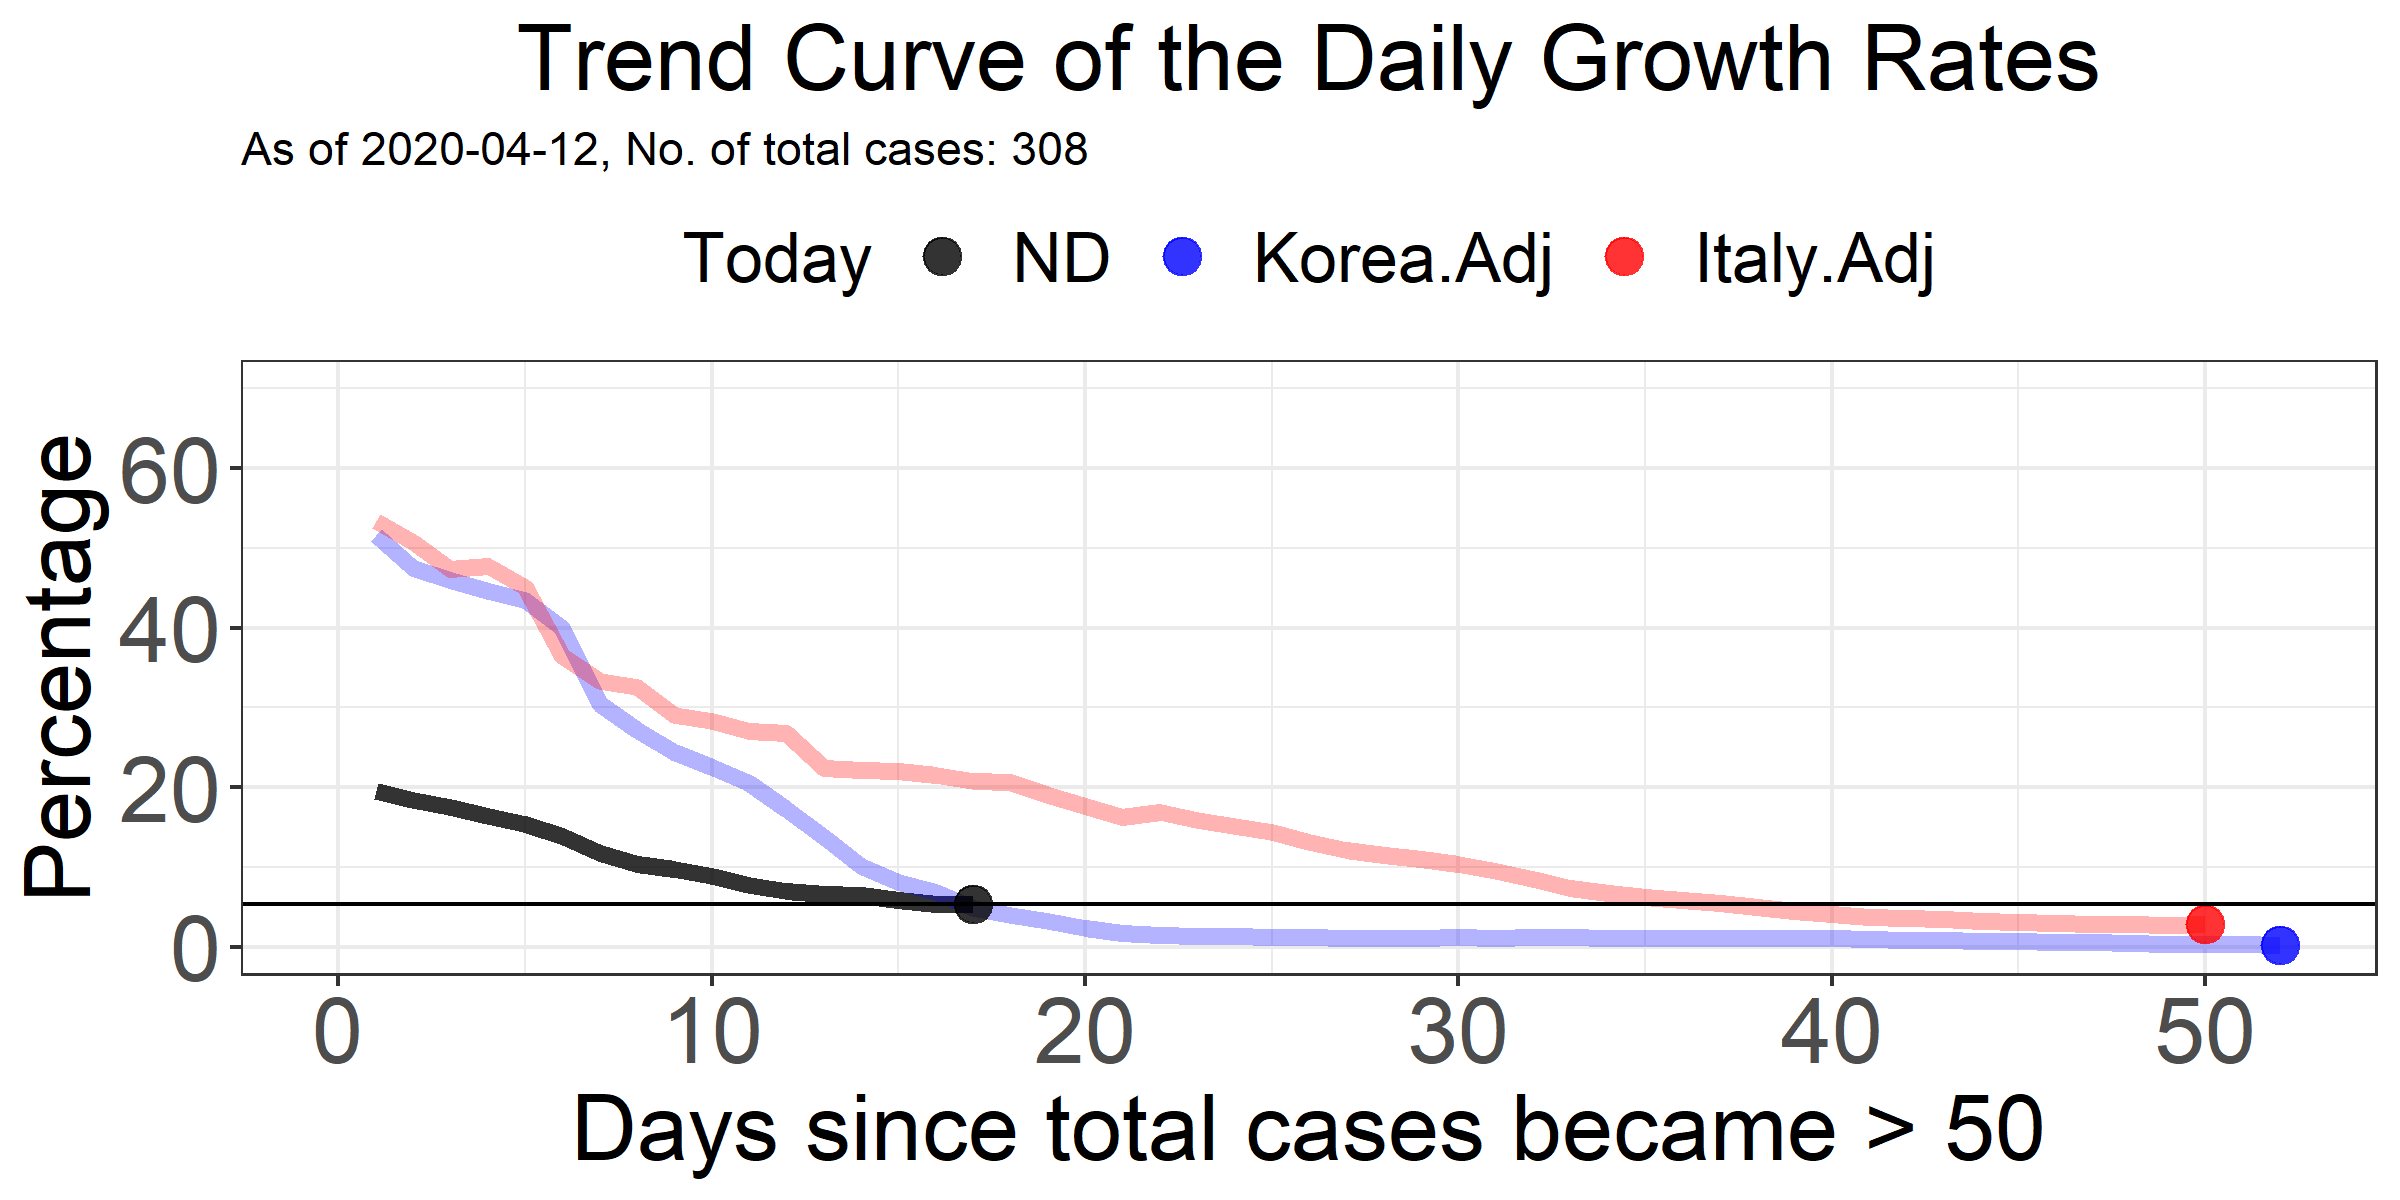 Trend Curve of the Daily Growth Rates
As of 2020-04-12, No. of total cases: 308
Today ND Korea.Adj Italy.Adj
Percentage
60
40
20
0
0 10 20 30 40 50
Days since total cases became > 50